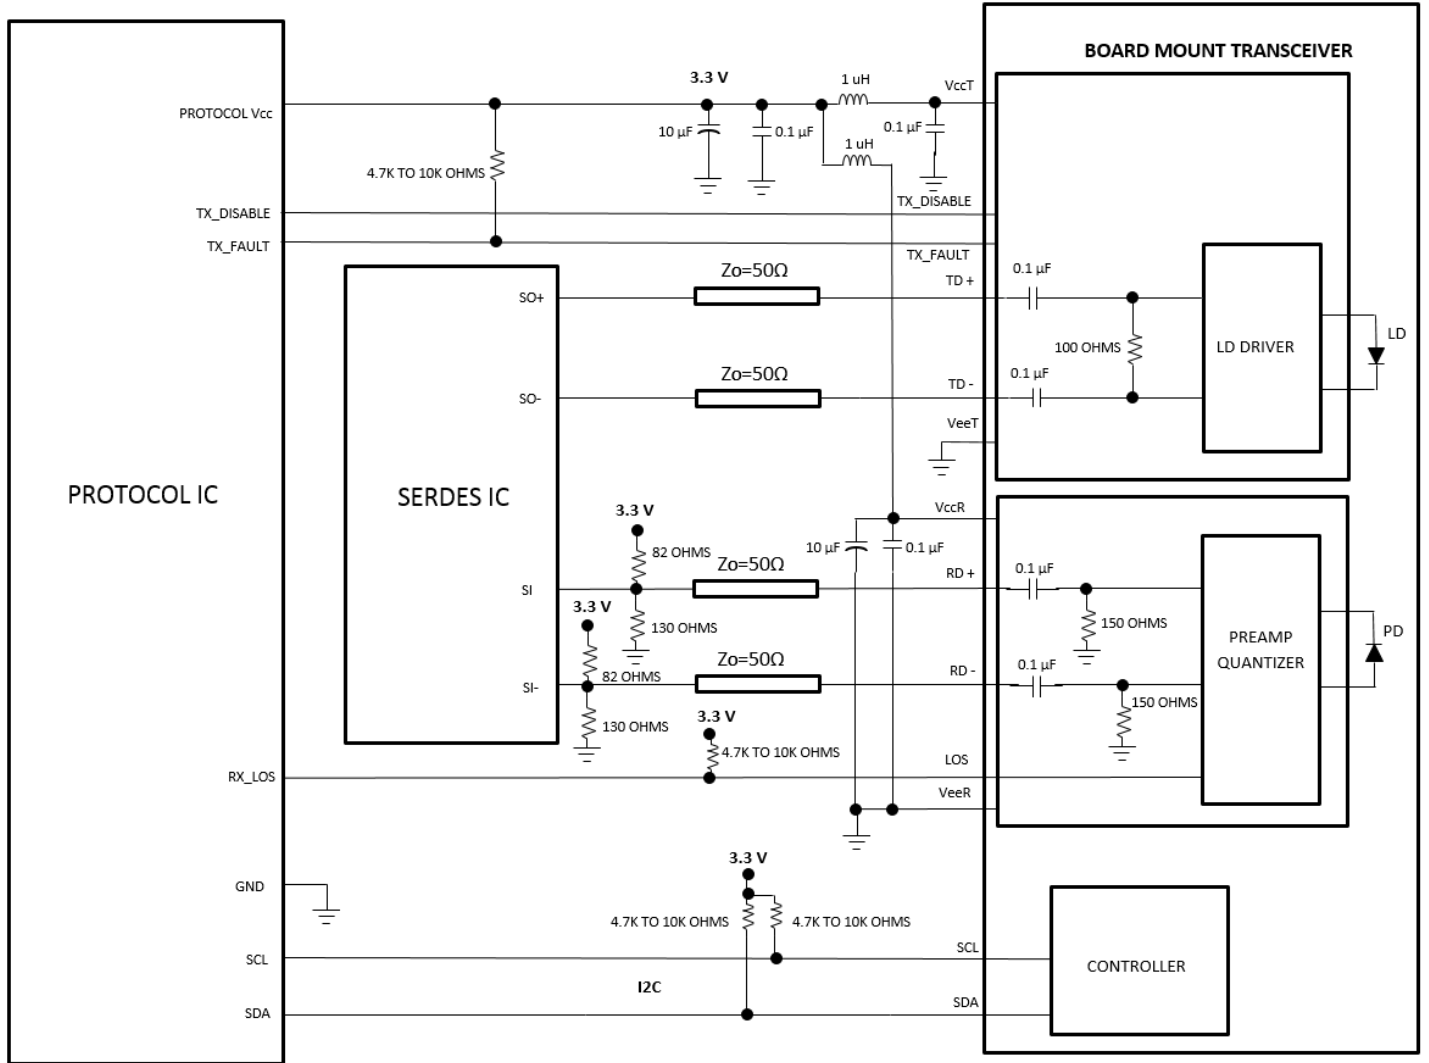 BOARD MOUNT TRANSCEIVER
3.3 V
1 uH
VccT
PROTOCOL Vcc
10 µF
0.1 µF
0.1 µF
1 uH
4.7K TO 10K OHMS
TX_DISABLE
TX_DISABLE
TX_FAULT
TX_FAULT
Zo=50Ω
0.1 µF
SO+
TD +
LD
100 OHMS
LD DRIVER
Zo=50Ω
0.1 µF
SO-
TD -
VeeT
PROTOCOL IC
SERDES IC
3.3 V
VccR
82 OHMS
10 µF
0.1 µF
Zo=50Ω
0.1 µF
SI
RD +
3.3 V
130 OHMS
150 OHMS
PREAMP
QUANTIZER
PD
Zo=50Ω
0.1 µF
82 OHMS
RD -
SI-
150 OHMS
3.3 V
130 OHMS
4.7K TO 10K OHMS
LOS
RX_LOS
VeeR
3.3 V
GND
4.7K TO 10K OHMS
4.7K TO 10K OHMS
SCL
SCL
CONTROLLER
I2C
SDA
SDA